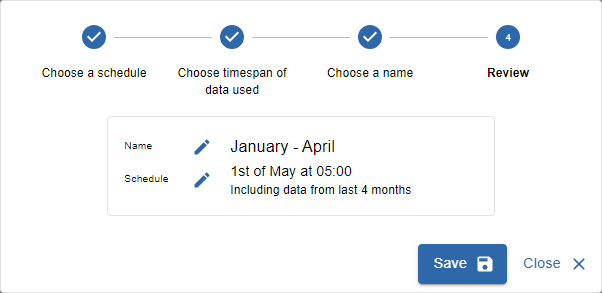 4
Choose a schedule
Choose timespan of
data used
Choose a name
Review
Name
January - April
Schedule
1st of May at 05:00
Including data from last 4 months
Save
Close